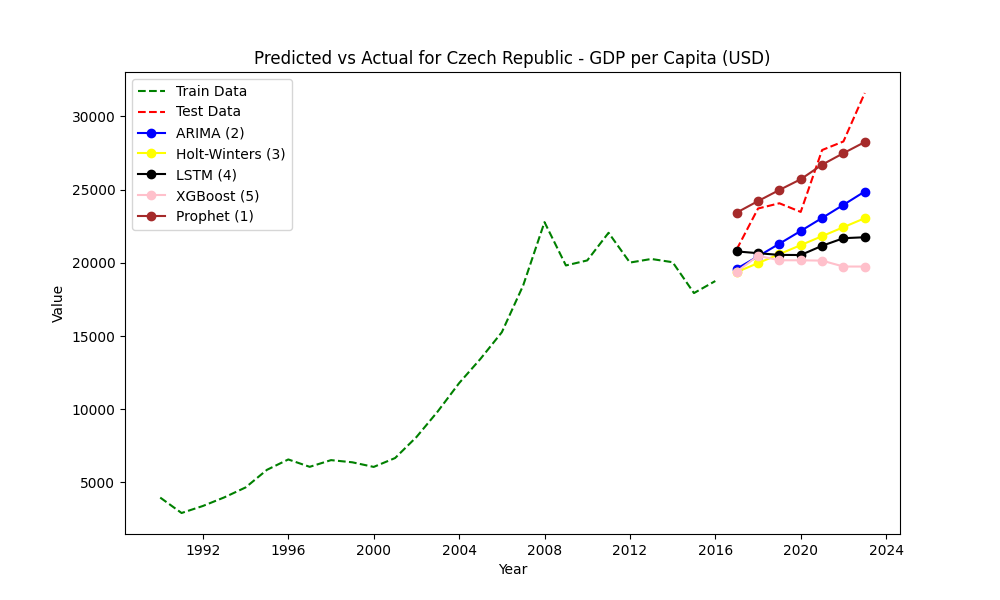 Predicted vs Actual for Czech Republic - GDP per Capita (USD)
Train Data
Test Data
ARIMA (2)
Holt-Winters (3)
LSTM (4)
XGBoost (5)
Prophet (1)
30000
25000
20000
15000
10000
5000
Value
1992 1996 2000 2004 2008 2012 2016 2020 2024
Year